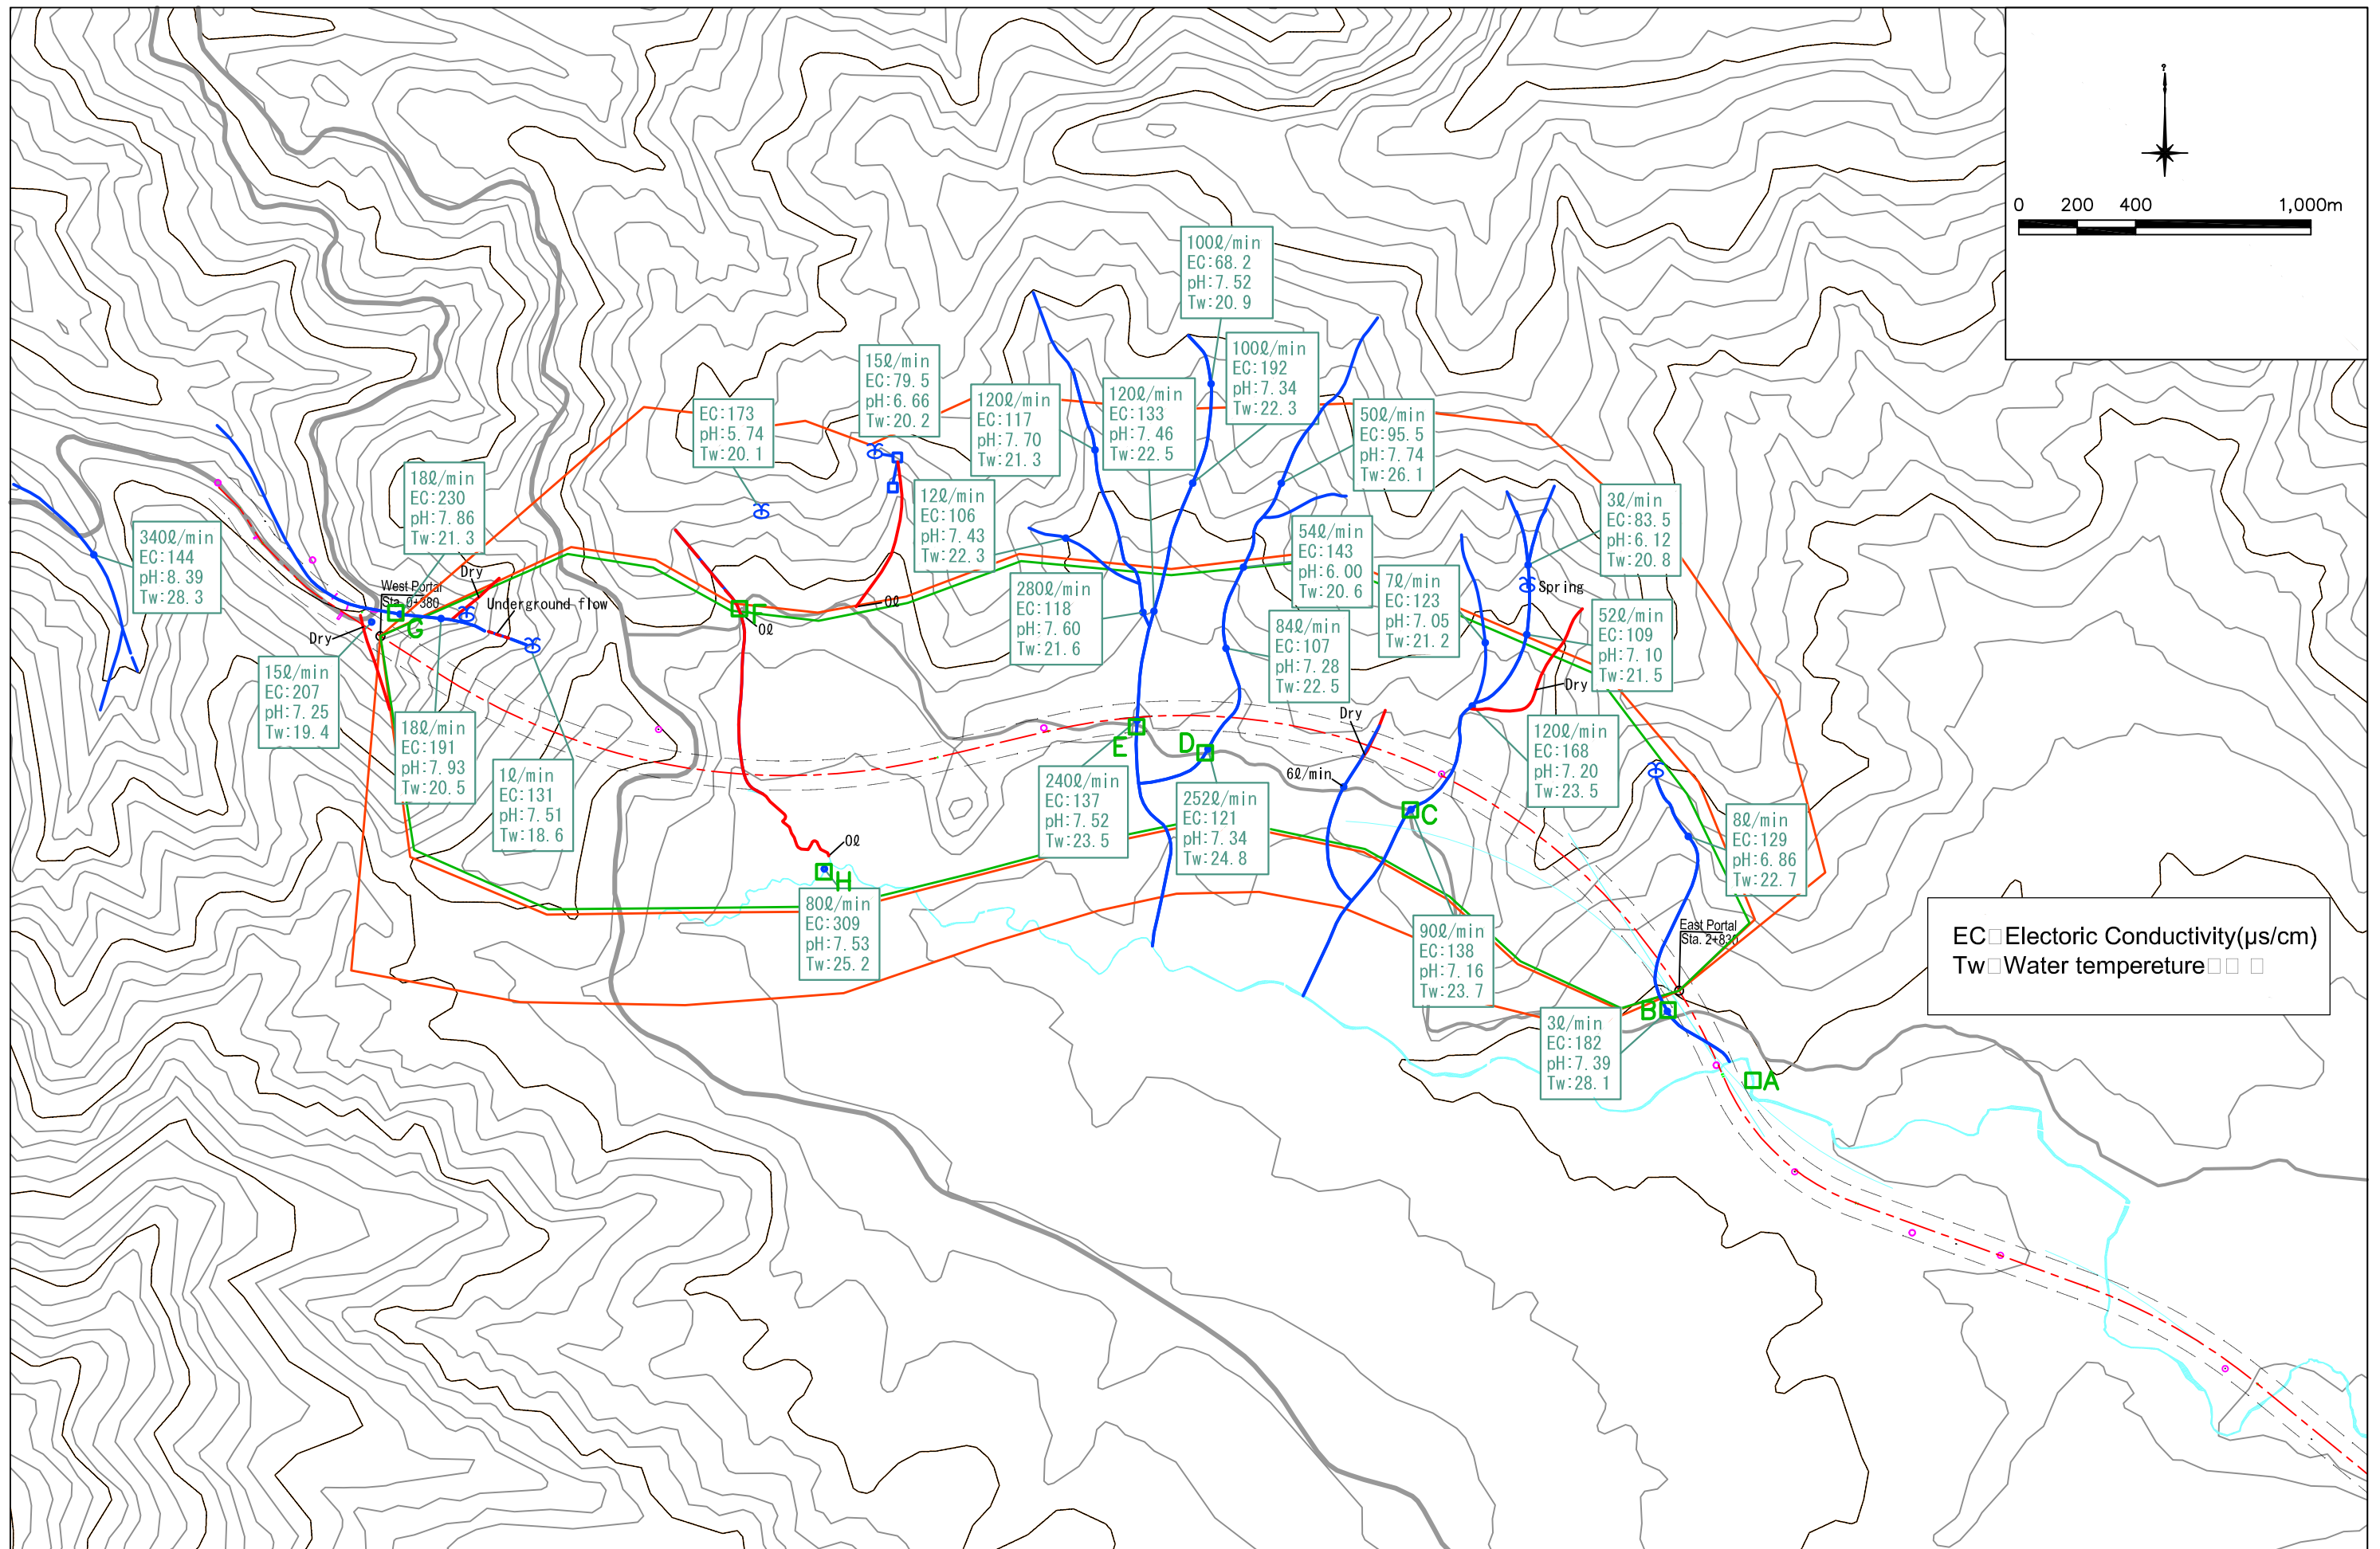 ?
0 200 400 1,000m
100ℓ/min
EC:68.2
pH:7.52
Tw:20.9
100ℓ/min
EC:192
pH:7.34
Tw:22.3
15ℓ/min
EC:79.5
pH:6.66
Tw:20.2
120ℓ/min
EC:117
pH:7.70
Tw:21.3
120ℓ/min
EC:133
pH:7.46
Tw:22.5
EC:173
pH:5.74
Tw:20.1
50ℓ/min
EC:95.5
pH:7.74
Tw:26.1
18ℓ/min
EC:230
pH:7.86
Tw:21.3
12ℓ/min
EC:106
pH:7.43
Tw:22.3
3ℓ/min
EC:83.5
pH:6.12
Tw:20.8
340ℓ/min
EC:144
pH:8.39
Tw:28.3
54ℓ/min
EC:143
pH:6.00
Tw:20.6
7ℓ/min
EC:123
pH:7.05
Tw:21.2
280ℓ/min
EC:118
pH:7.60
Tw:21.6
Spring
Dry
West Portal
Sta. 0+380
Underground flow
G
Dry
F
0ℓ
0ℓ
84ℓ/min
EC:107
pH:7.28
Tw:22.5
52ℓ/min
EC:109
pH:7.10
Tw:21.5
Dry
15ℓ/min
EC:207
pH:7.25
Tw:19.4
18ℓ/min
EC:191
pH:7.93
Tw:20.5
1ℓ/min
EC:131
pH:7.51
Tw:18.6
Dry
E
D
6ℓ/min
C
120ℓ/min
EC:168
pH:7.20
Tw:23.5
240ℓ/min
EC:137
pH:7.52
Tw:23.5
252ℓ/min
EC:121
pH:7.34
Tw:24.8
8ℓ/min
EC:129
pH:6.86
Tw:22.7
0ℓ
H
80ℓ/min
EC:309
pH:7.53
Tw:25.2
90ℓ/min
EC:138
pH:7.16
Tw:23.7
East Portal
Sta. 2+830
EC□Electoric Conductivity(μs/cm)
Tw□Water tempereture□□ □
B
3ℓ/min
EC:182
pH:7.39
Tw:28.1
A